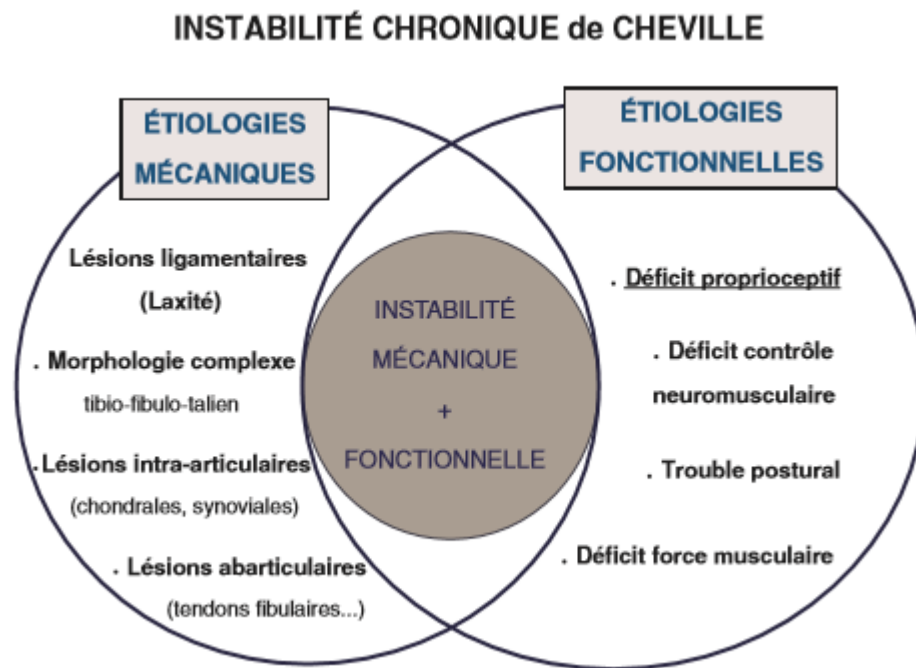 INSTABILITÉ CHRONIQUE de CHEVILLE
ÉTIOLOGIES
MÉCANIQUES
Lésions ligamentaires
(Laxité)
. Morphologie complexe
tibio-fibulo-talien
.Lésions intra-articulaires
(chondrales, synoviales)
. Lésions abarticulaires
(tendons fibulaires...)
INSTABILITÉ
MÉCANIQUE
+
FONCTIONNELLE
ÉTIOLOGIES
FONCTIONNELLES
. Déficit proprioceptif
. Déficit contrôle
neuromusculaire
. Trouble postural
. Déficit force musculaire